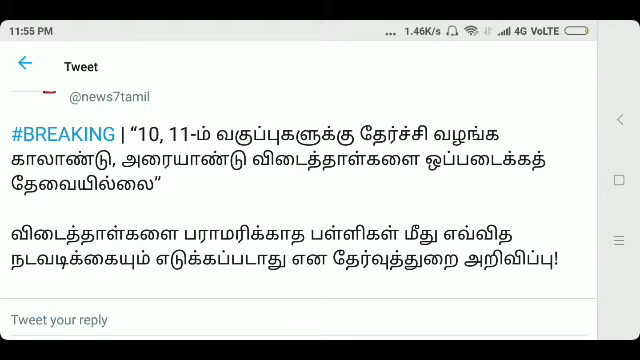 11:55 PM ... 1.46K/s 4G VoLTE
Tweet
@news7tamil
#BREAKING | “10, 11-ம் வகுப்புகளுக்கு தேர்ச்சி வழங்க
காலாண்டு, அரையாண்டு விடைத்தாள்களை ஒப்படைக்கத்
தேவையில்லை”
விடைத்தாள்களை பராமரிக்காத பள்ளிகள் மீது எவ்வித
நடவடிக்கையும் எடுக்கப்படாது என தேர்வுத்துறை அறிவிப்பு!
Tweet your reply